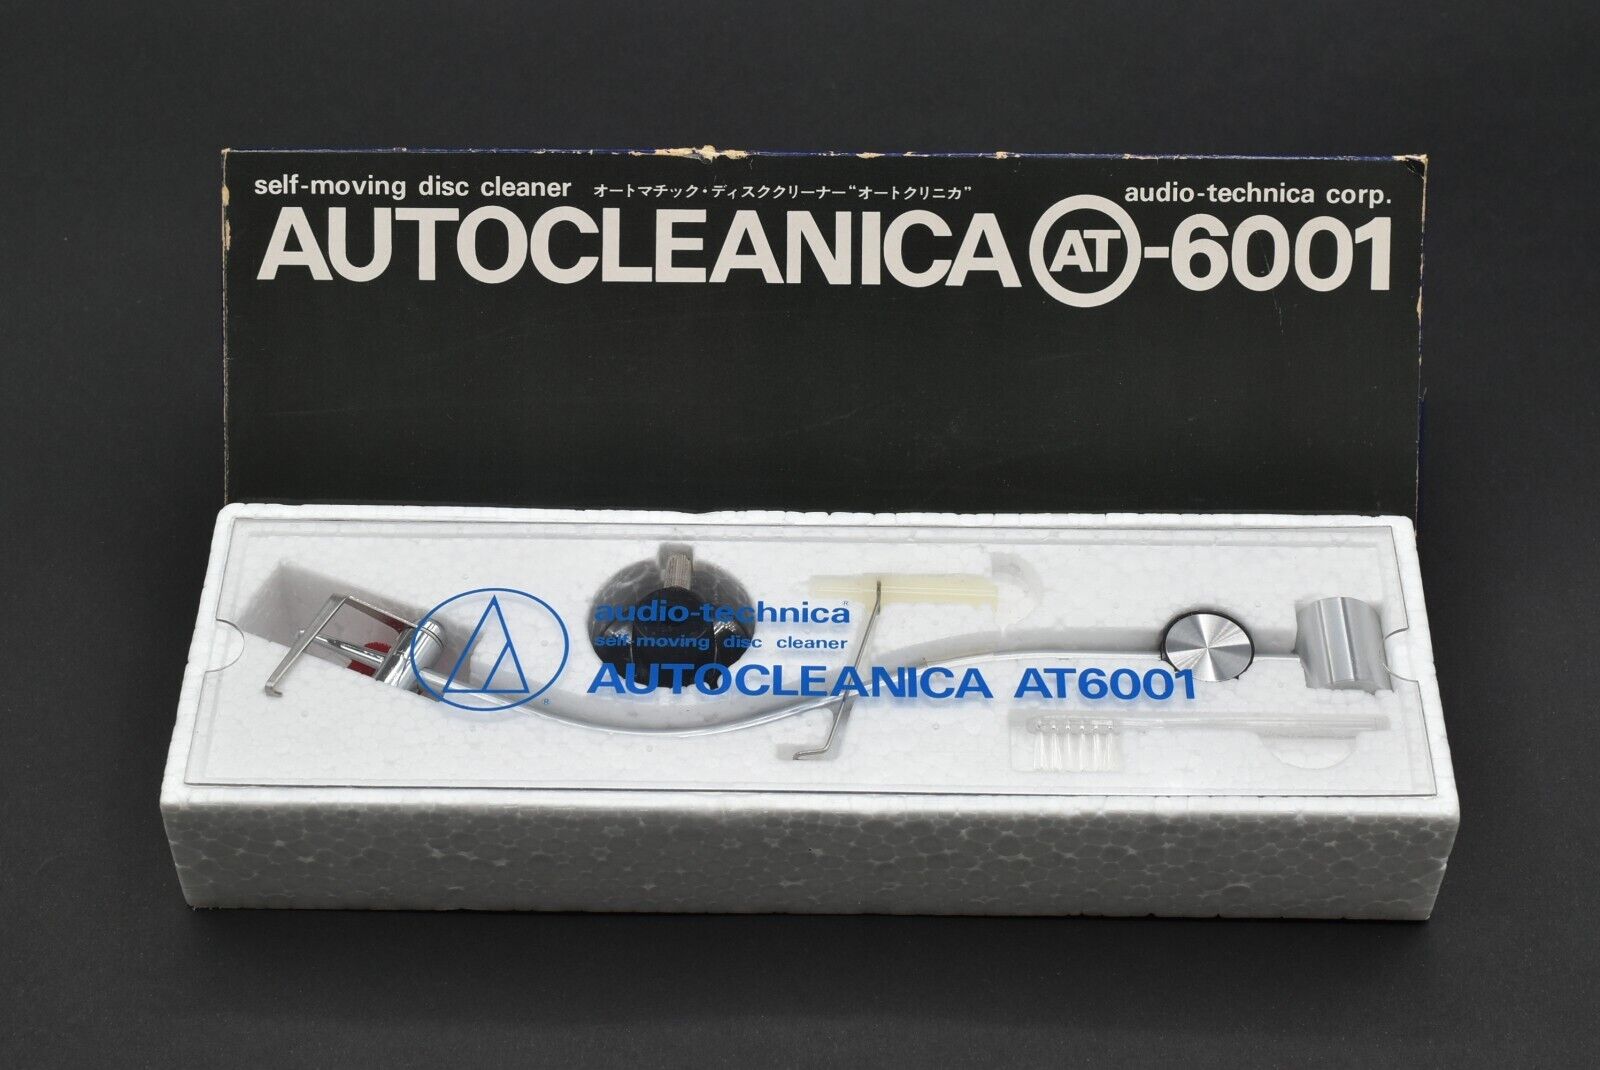 self-moving disc cleaner オートマチック・ディスククリーナー“オートクリニカ” audio-technica corp.
AUTOCLEANICA AT-6001
audio-technica®
self-moving disc cleaner
AUTOCLEANICA AT6001
®